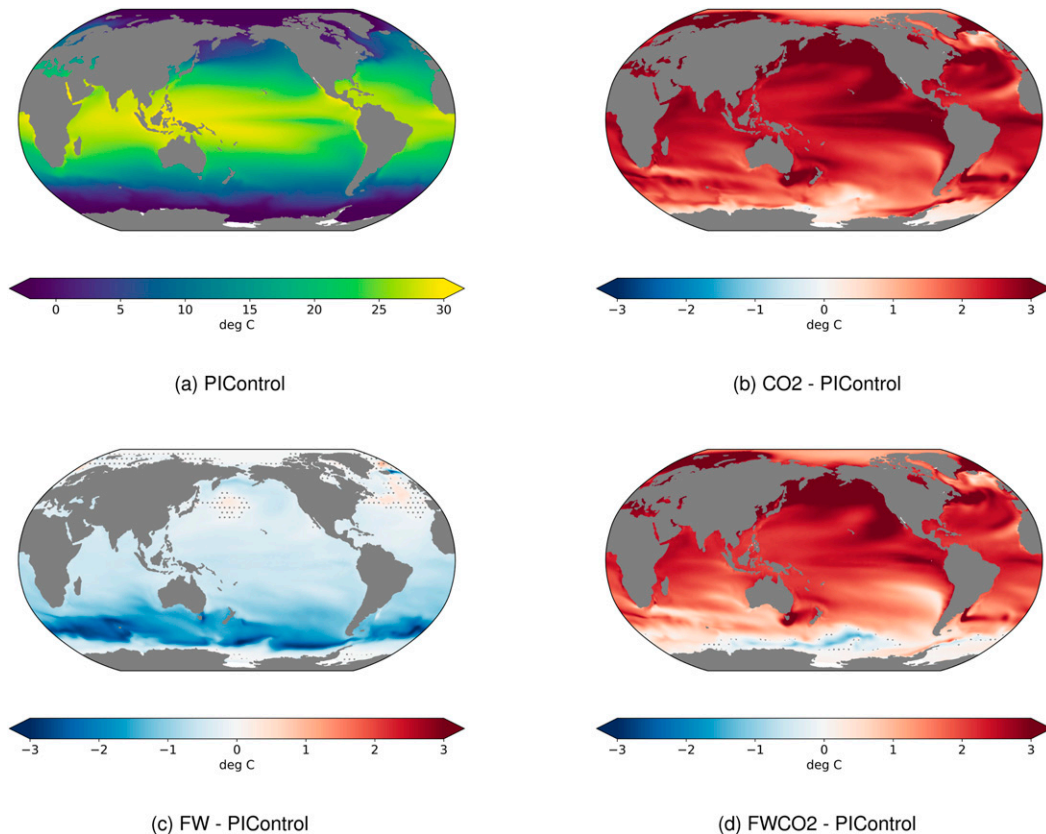 0 5 10 15 20 25 30
deg C
(a) PIControl
−3 −2 −1 0 1 2 3
deg C
(b) CO2 - PIControl
−3 −2 −1 0 1 2 3
deg C
(c) FW - PIControl
−3 −2 −1 0 1 2 3
deg C
(d) FWCO2 - PIControl